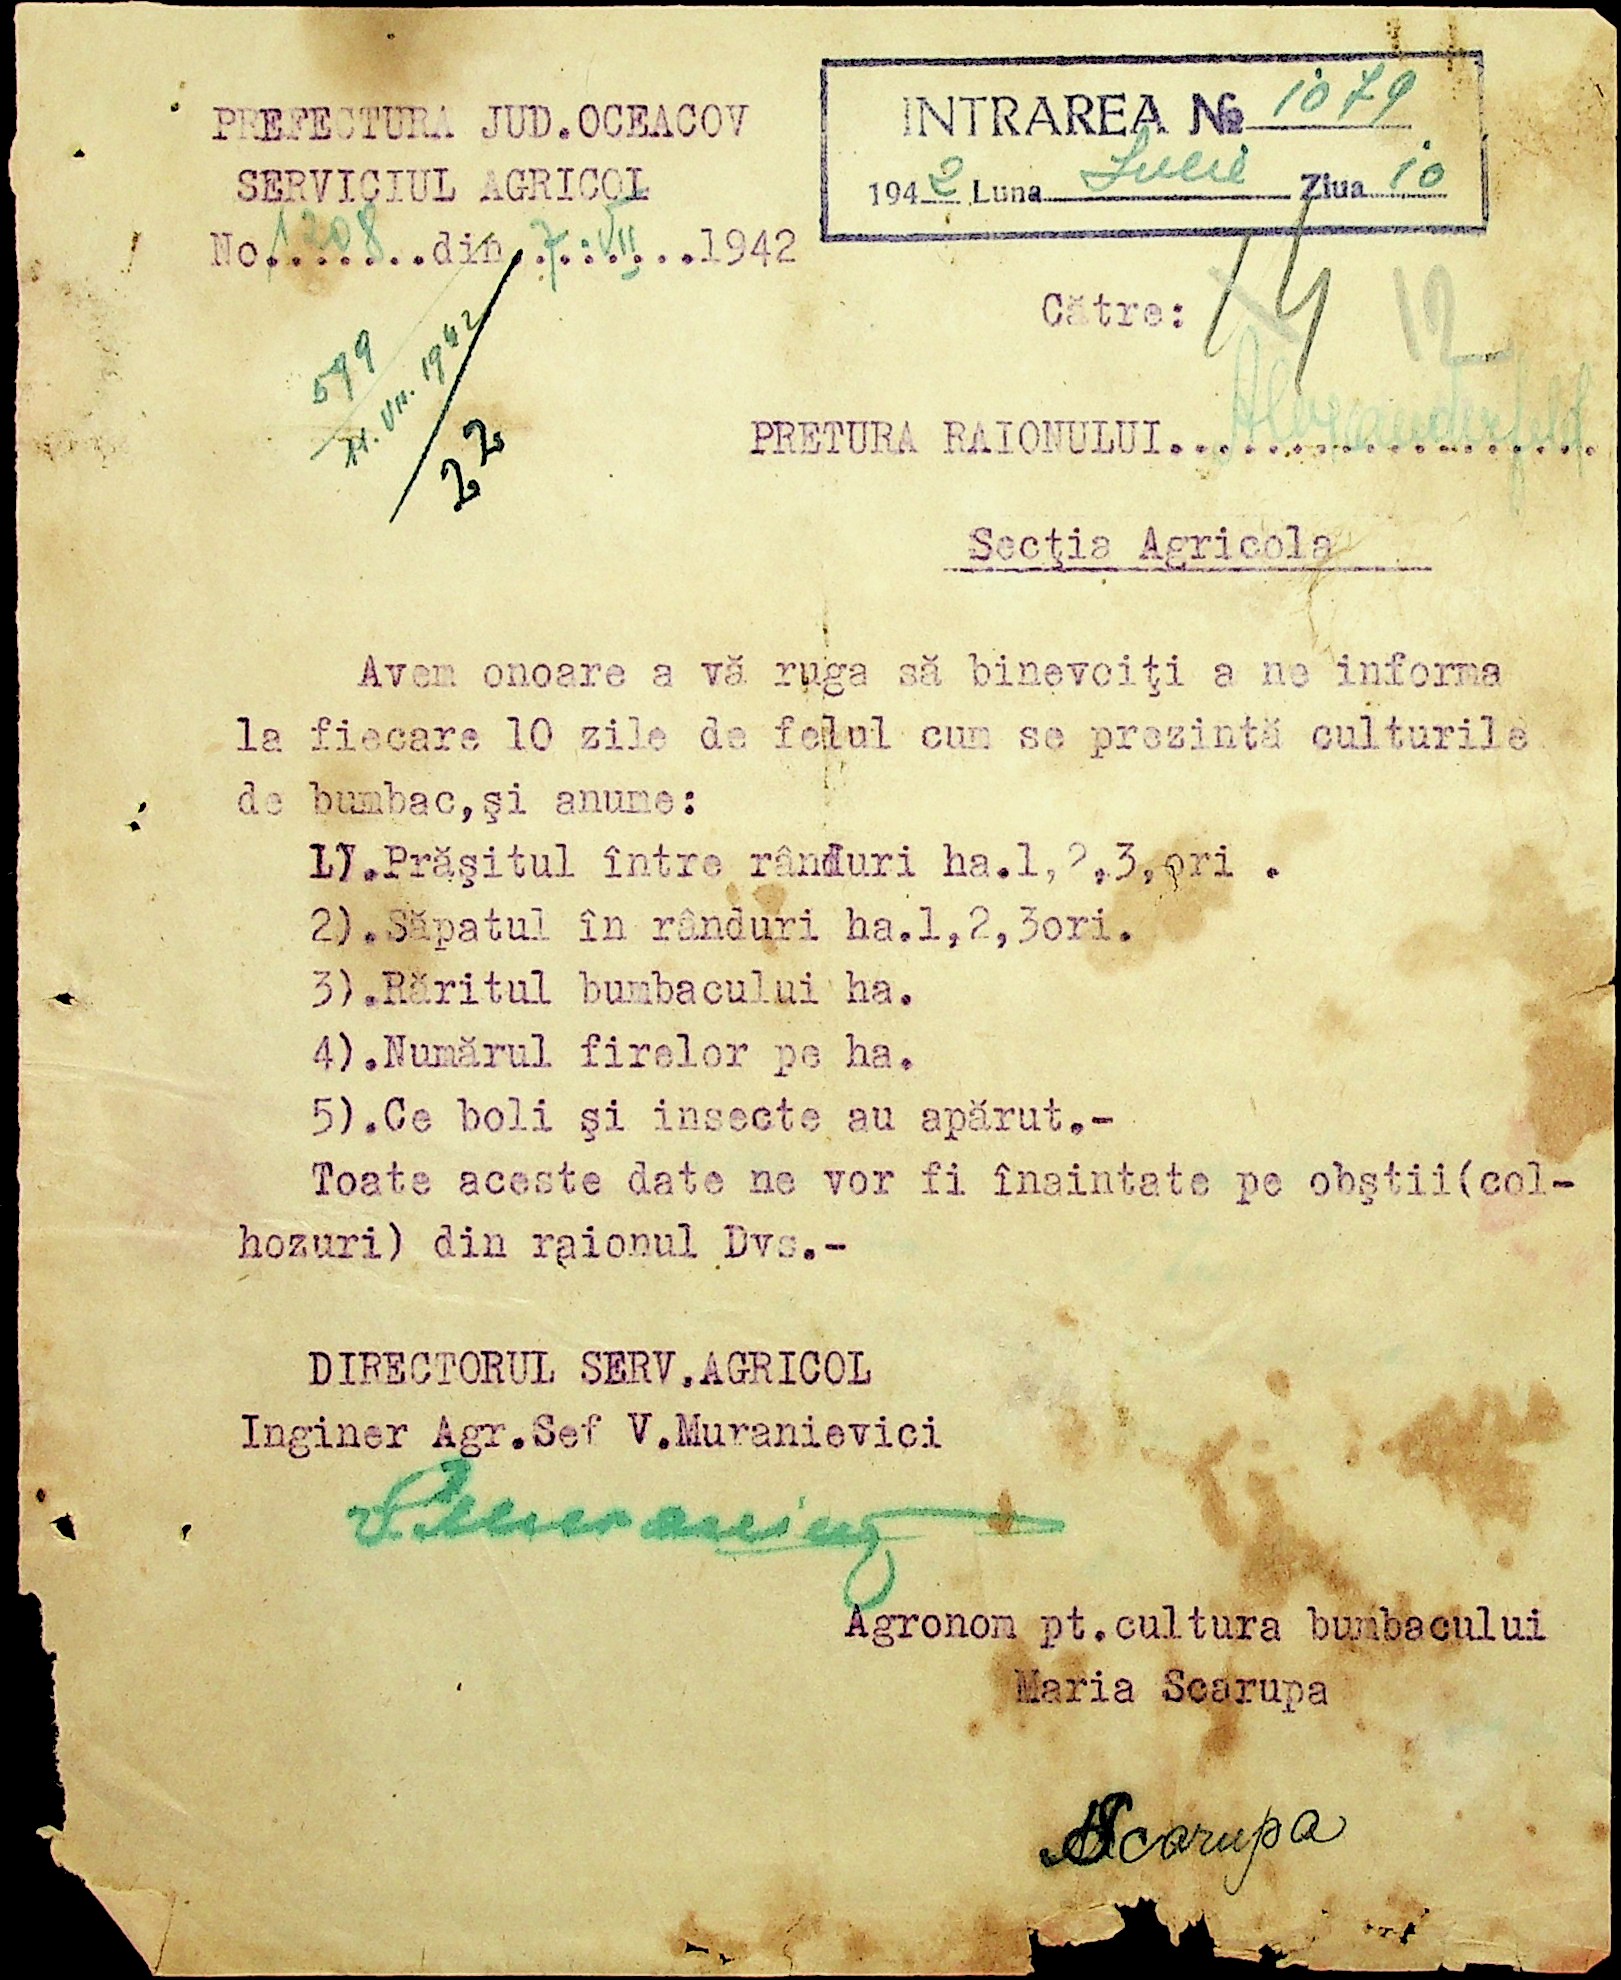 PREFECTURA JUD.OCEACOV
SERVICIUL AGRICOL
No.1208..din.7.VII...1942
INTRAREA № 1079
1942 Luna Iulie Ziua 10
599
VII. 1942
22
Către:
12
PRETURA RAIONULUI Alexanderfeld
Secţia Agricola
Avem onoare a vă ruga să binevoiţi a ne informa
la fiecare 10 zile de felul cum se prezintă culturile
de bumbac,şi anume:
1).Prăşitul între rânduri ha.1,2,3,ori .
2).Săpatul în rânduri ha.1,2,3ori.
3).Răritul bumbacului ha.
4).Numărul firelor pe ha.
5).Ce boli şi insecte au apărut.-
Toate aceste date ne vor fi înaintate pe obştii(col-
hozuri) din raionul Dvs.-
DIRECTORUL SERV.AGRICOL
Inginer Agr.Sef V.Muranievici
Agronom pt.cultura bumbacului
Maria Scarupa
MScarupa